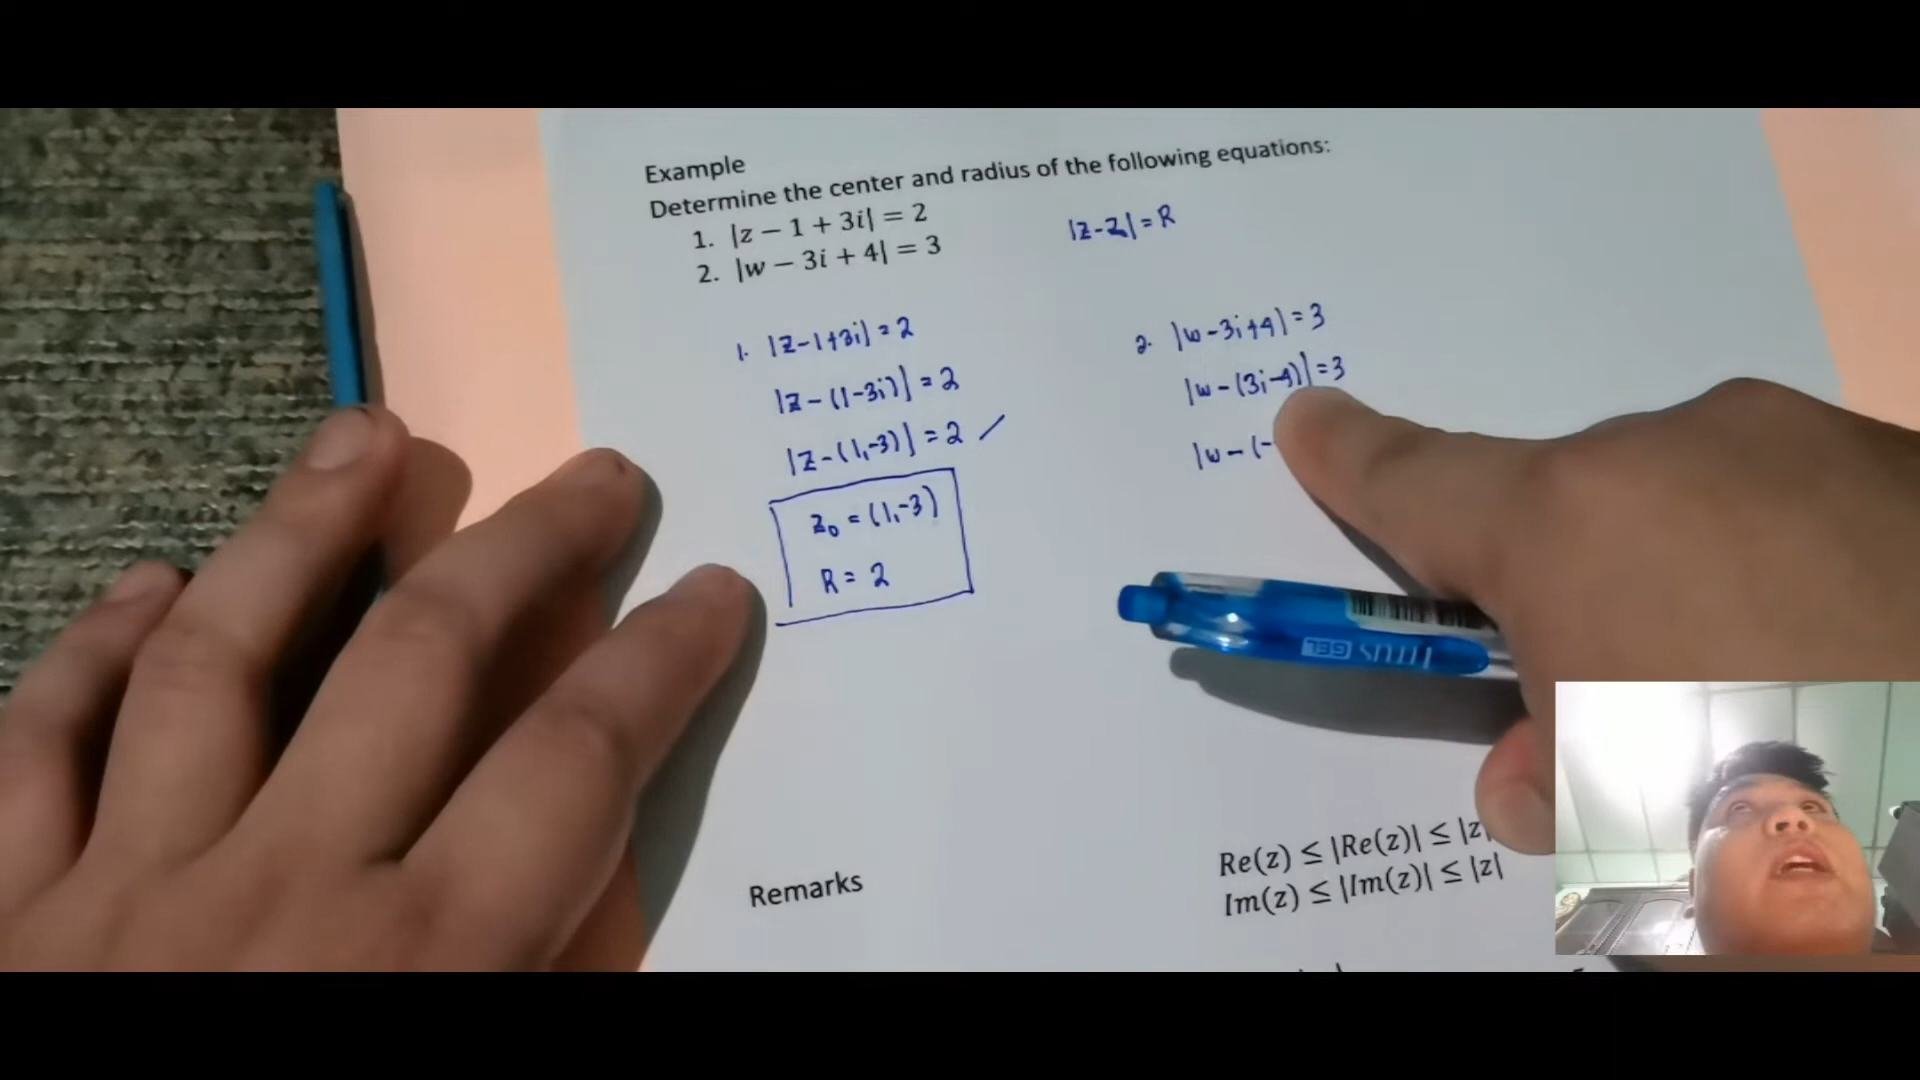 Example
Determine the center and radius of the following equations:
1. |z − 1 + 3i| = 2
2. |w − 3i + 4| = 3
|z-z₀|=R
1. |z-1+3i| = 2
|z-(1-3i)| = 2
|z-(1,-3)| = 2
z₀ = (1,-3)
R = 2
2. |w-3i+4| = 3
|w-(3i-4)| = 3
|w-(-
GEL
Remarks
Re(z) ≤ |Re(z)| ≤ |z|
Im(z) ≤ |Im(z)| ≤ |z|